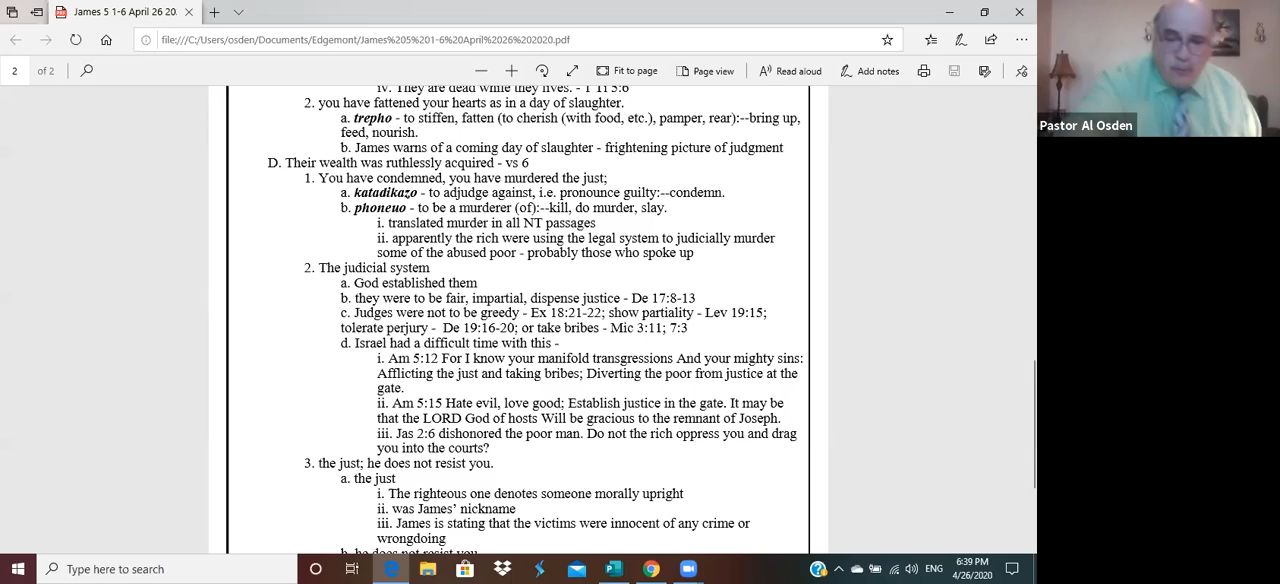 James 5 1-6 April 26 20.
file:///C:/Users/osden/Documents/Edgemont/James%205%201-6%20April%2026%202020.pdf
2 of 2
Fit to page
Page view
Read aloud
Add notes
Pastor Al Osden
iv. They are dead while they lives. - 1 Ti 5:6
2. you have fattened your hearts as in a day of slaughter.
a. trepho - to stiffen, fatten (to cherish (with food, etc.), pamper, rear):--bring up,
feed, nourish.
b. James warns of a coming day of slaughter - frightening picture of judgment
D. Their wealth was ruthlessly acquired - vs 6
1. You have condemned, you have murdered the just;
a. katadikazo - to adjudge against, i.e. pronounce guilty:--condemn.
b. phoneuo - to be a murderer (of):--kill, do murder, slay.
i. translated murder in all NT passages
ii. apparently the rich were using the legal system to judicially murder
some of the abused poor - probably those who spoke up
2. The judicial system
a. God established them
b. they were to be fair, impartial, dispense justice - De 17:8-13
c. Judges were not to be greedy - Ex 18:21-22; show partiality - Lev 19:15;
tolerate perjury - De 19:16-20; or take bribes - Mic 3:11; 7:3
d. Israel had a difficult time with this -
i. Am 5:12 For I know your manifold transgressions And your mighty sins:
Afflicting the just and taking bribes; Diverting the poor from justice at the
gate.
ii. Am 5:15 Hate evil, love good; Establish justice in the gate. It may be
that the LORD God of hosts Will be gracious to the remnant of Joseph.
iii. Jas 2:6 dishonored the poor man. Do not the rich oppress you and drag
you into the courts?
3. the just; he does not resist you.
a. the just
i. The righteous one denotes someone morally upright
ii. was James' nickname
iii. James is stating that the victims were innocent of any crime or
wrongdoing
b. he does not resist you
Type here to search
ENG
6:39 PM
4/26/2020